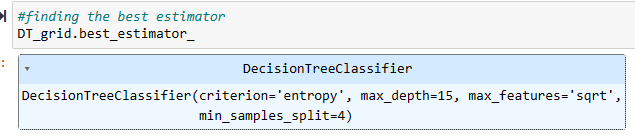 #finding the best estimator
DT_grid.best_estimator_
:
DecisionTreeClassifier
DecisionTreeClassifier(criterion='entropy', max_depth=15, max_features='sqrt',
min_samples_split=4)